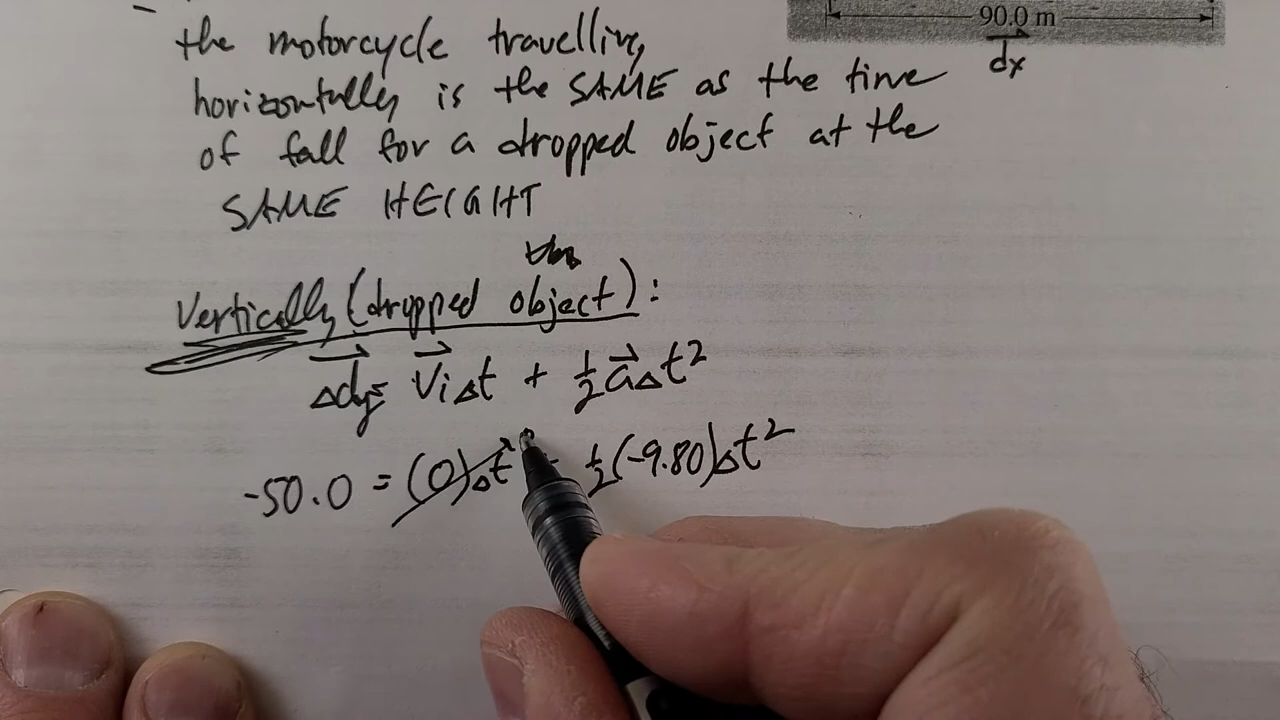 90.0 m
dx
the motorcycle travelling
horizontally is the SAME as the time
of fall for a dropped object at the
SAME HEIGHT
Vertically (dropped object):
Δdy = Vi Δt + 1/2 a Δt²
-50.0 = (0)Δt 1/2 (-9.80)Δt²